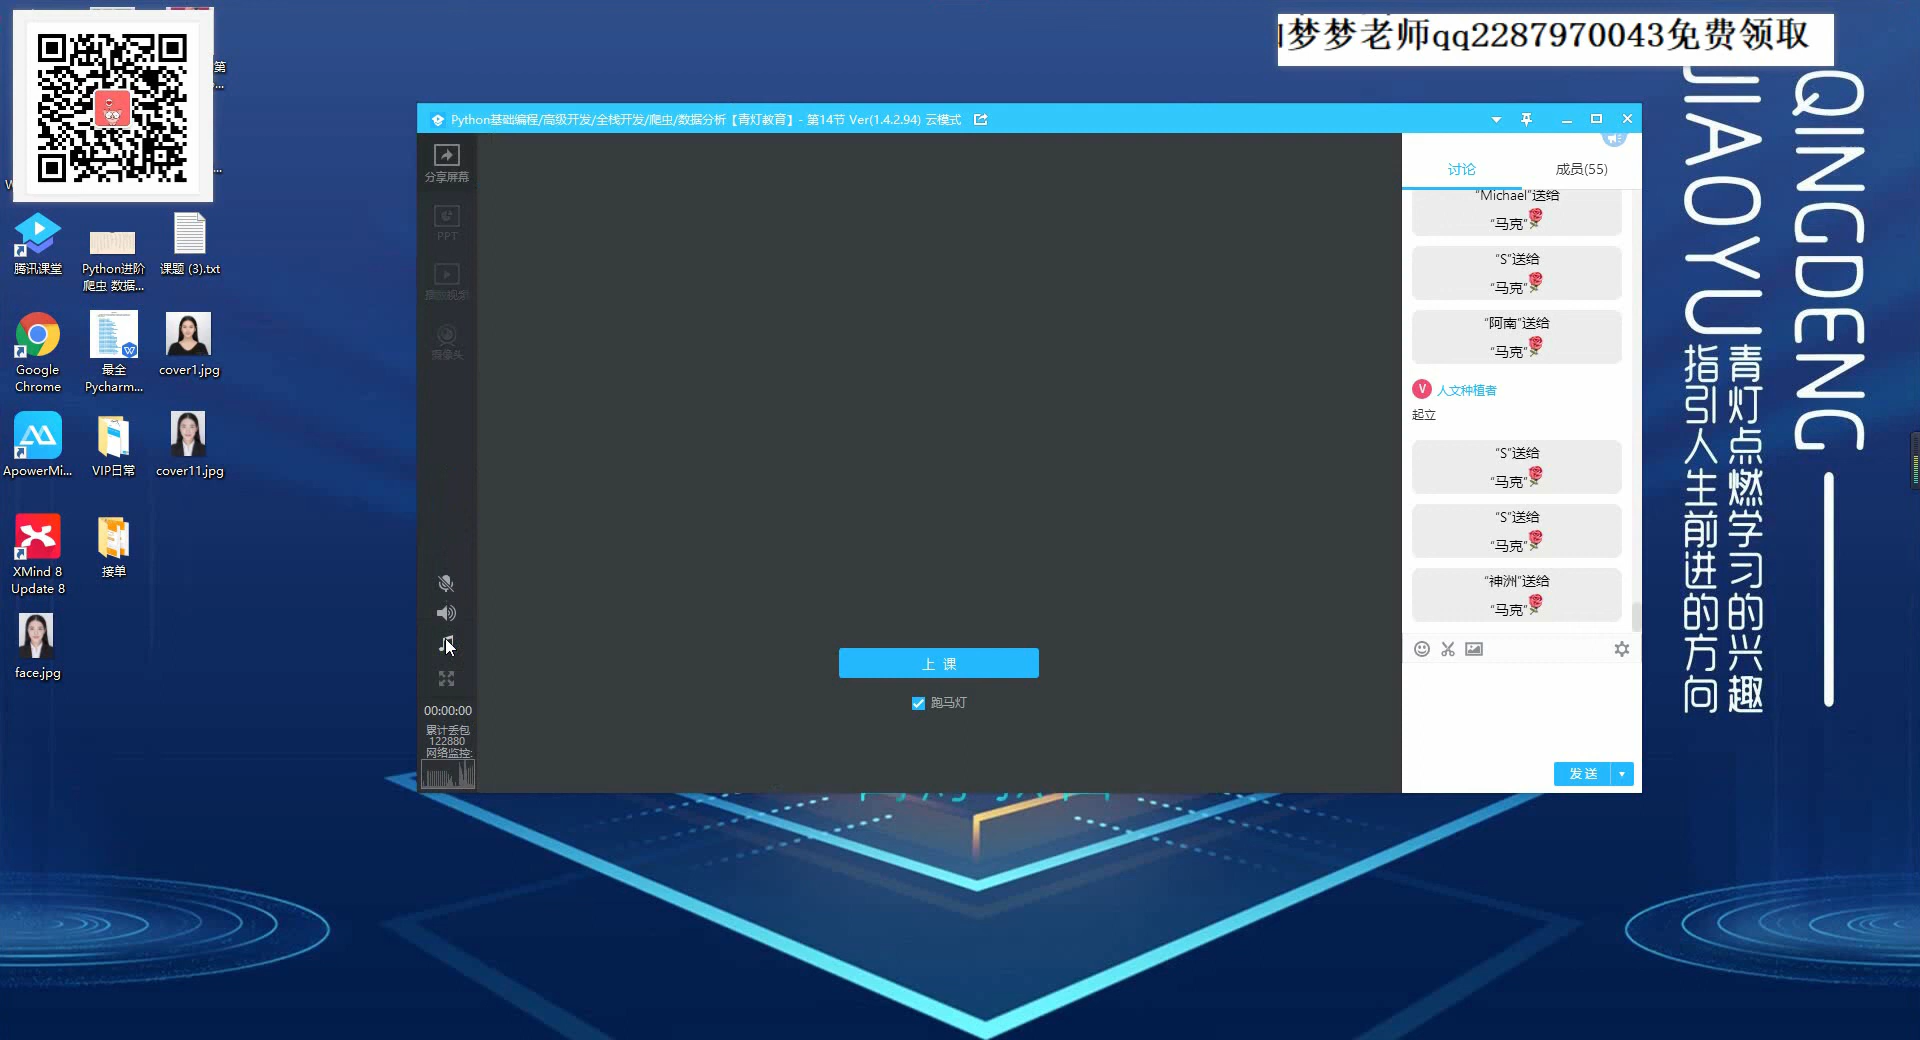 梦梦老师qq2287970043免费领取
第
...
...
W
腾讯课堂
Python进阶
爬虫 数据...
课题 (3).txt
Google
Chrome
最全
Pycharm...
cover1.jpg
ApowerMi...
VIP日常
cover11.jpg
XMind 8
Update 8
接单
face.jpg
Python基础编程/高级开发/全栈开发/爬虫/数据分析【青灯教育】- 第14节 Ver(1.4.2.94) 云模式
分享屏幕
PPT
播放视频
摄像头
00:00:00
累计丢包
122880
网络监控:
上 课
跑马灯
讨论
成员(55)
"Michael"送给
"马克"
"S"送给
"马克"
"阿南"送给
"马克"
V 人文种植者
起立
"S"送给
"马克"
"S"送给
"马克"
"神洲"送给
"马克"
发送
QINGDENG
JIAOYU
青灯点燃学习的兴趣
指引人生前进的方向